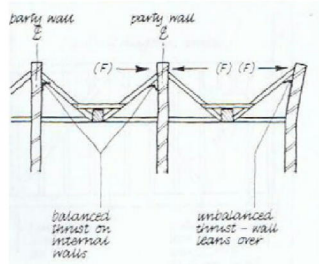 party wall
℄
party wall
℄
(F)
(F) (F)
balanced
thrust on
internal
walls
unbalanced
thrust - wall
leans over